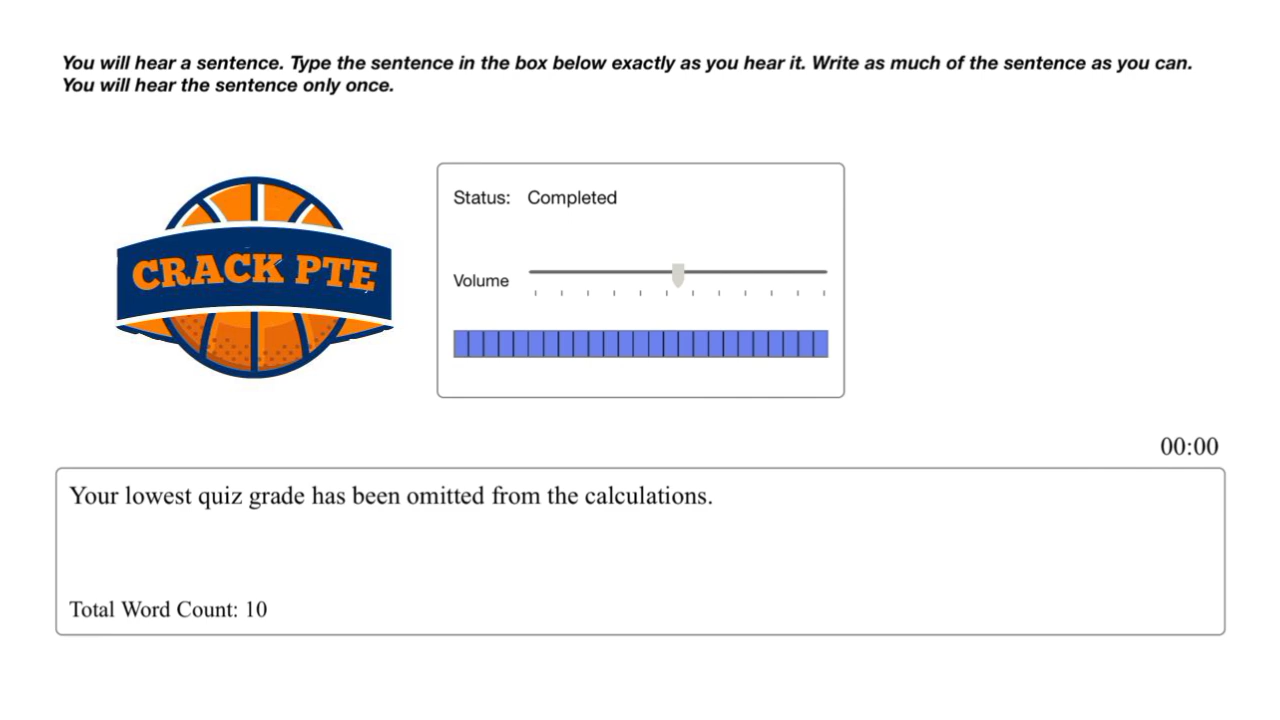 You will hear a sentence. Type the sentence in the box below exactly as you hear it. Write as much of the sentence as you can.
You will hear the sentence only once.
CRACK PTE
Status: Completed
Volume
00:00
Your lowest quiz grade has been omitted from the calculations.
Total Word Count: 10